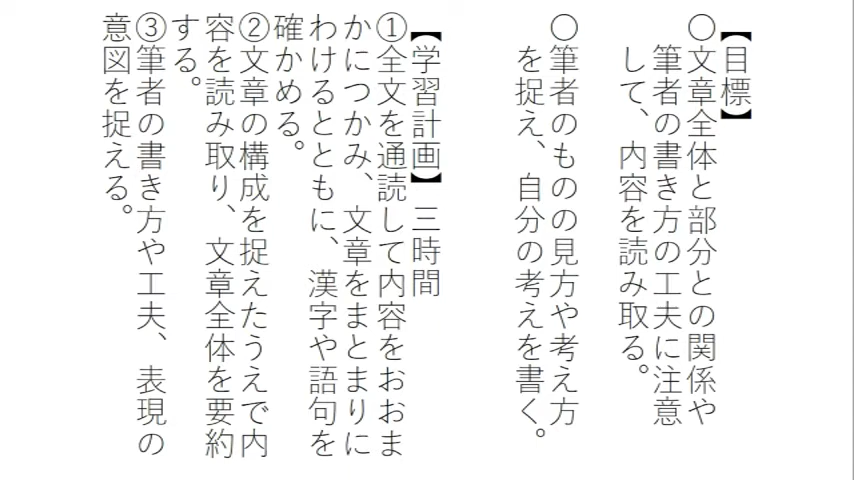 【目標】
〇文章全体と部分との関係や
筆者の書き方の工夫に注意
して、内容を読み取る。
〇筆者のものの見方や考え方
を捉え、自分の考えを書く。
【学習計画】三時間
①全文を通読して内容をおおま
かにつかみ、文章をまとまりに
わけるとともに、漢字や語句を
確かめる。
②文章の構成を捉えたうえで内
容を読み取り、文章全体を要約
する。
③筆者の書き方や工夫、表現の
意図を捉える。